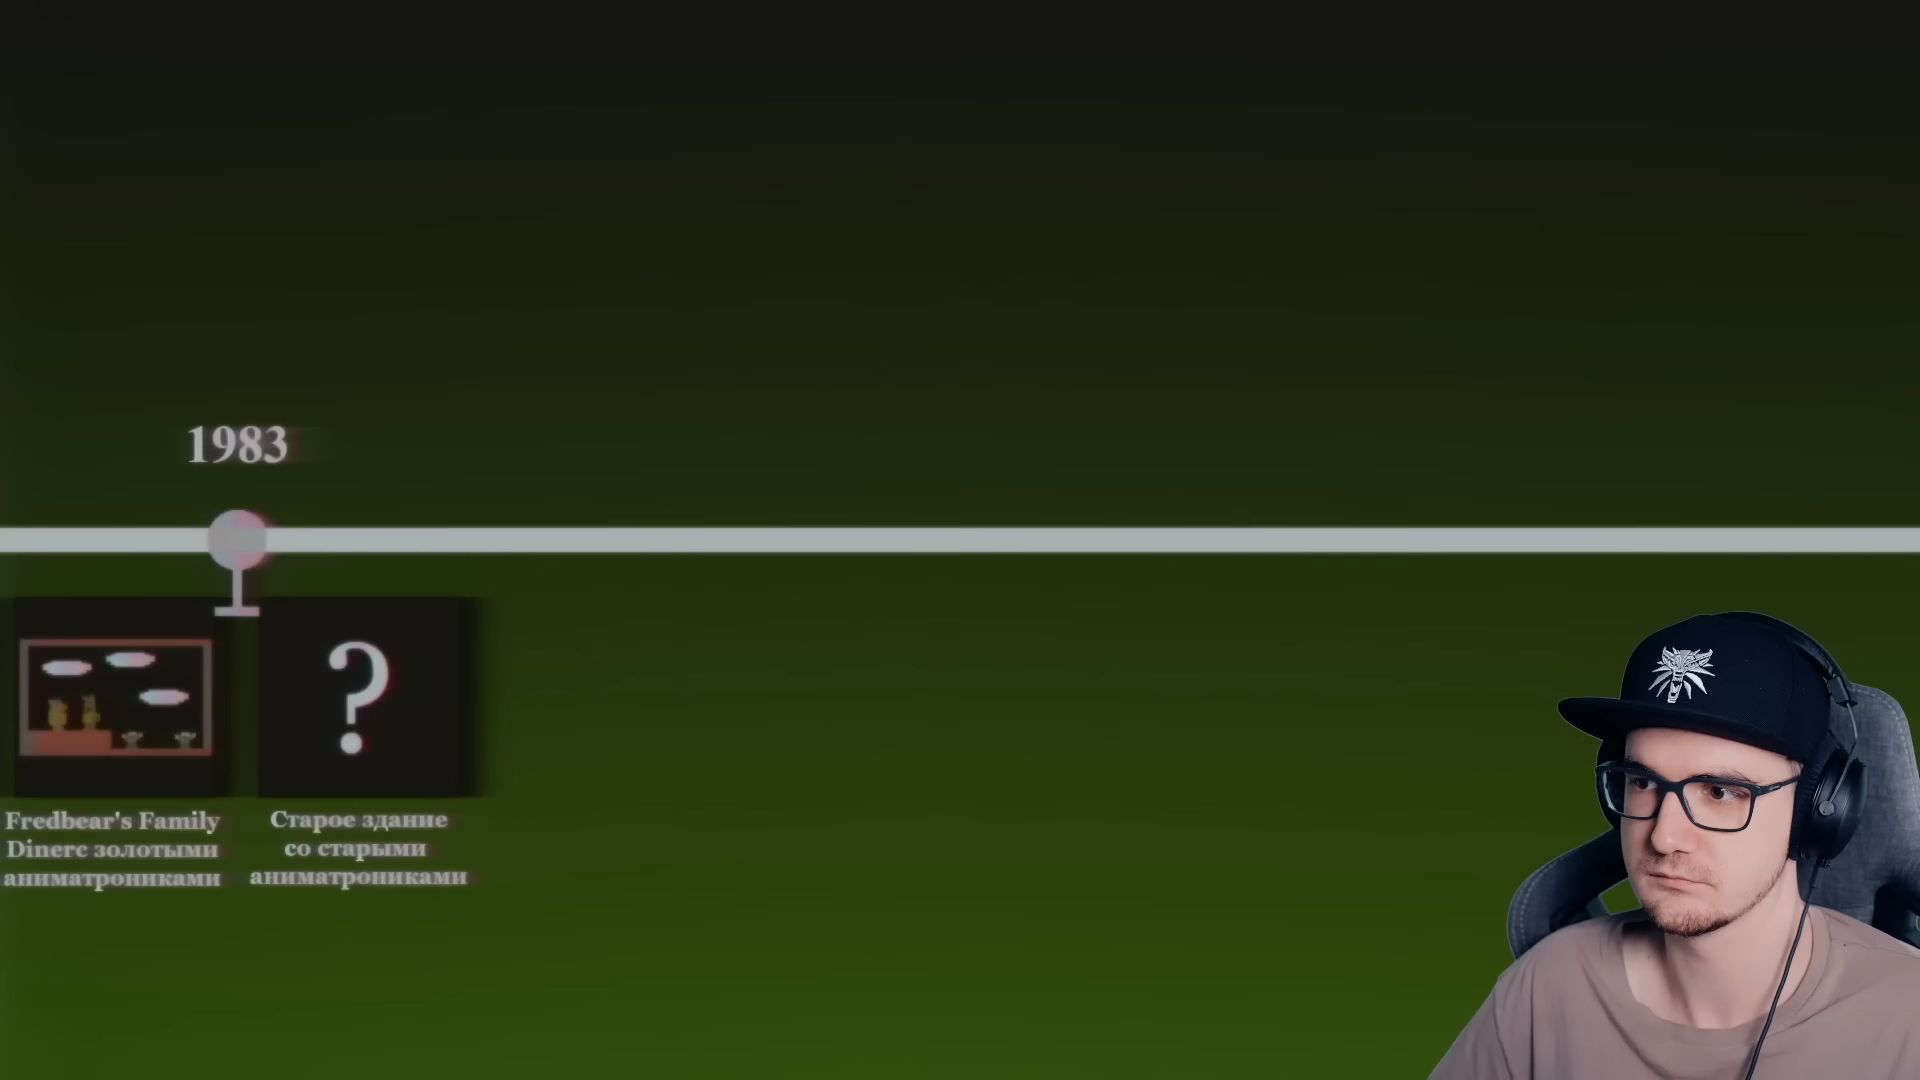 1983
?
Fredbear's Family
Dinerс золотыми
аниматрониками
Старое здание
со старыми
аниматрониками